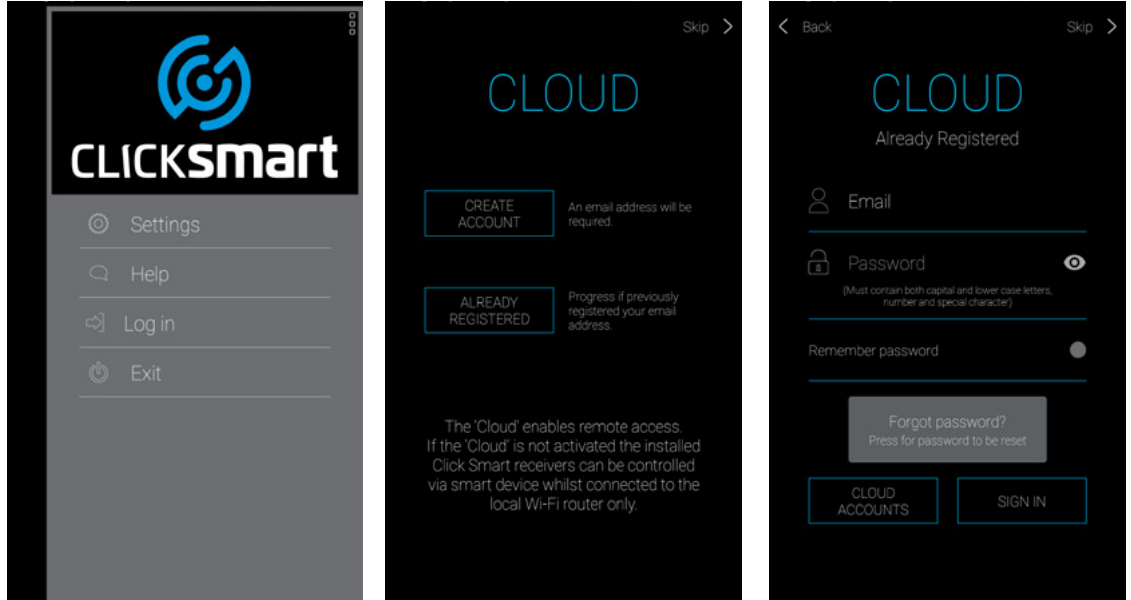 CLICKsmart
Settings
Help
Log in
Exit
Skip
CLOUD
CREATE
ACCOUNT
An email address will be
required.
ALREADY
REGISTERED
Progress if previously
registered your email
address.
The 'Cloud' enables remote access.
If the 'Cloud' is not activated the installed
Click Smart receivers can be controlled
via smart device whilst connected to the
local Wi-Fi router only.
Back
Skip
CLOUD
Already Registered
Email
Password
(Must contain both capital and lower case letters,
number and special character)
Remember password
Forgot password?
Press for password to be reset
CLOUD
ACCOUNTS
SIGN IN